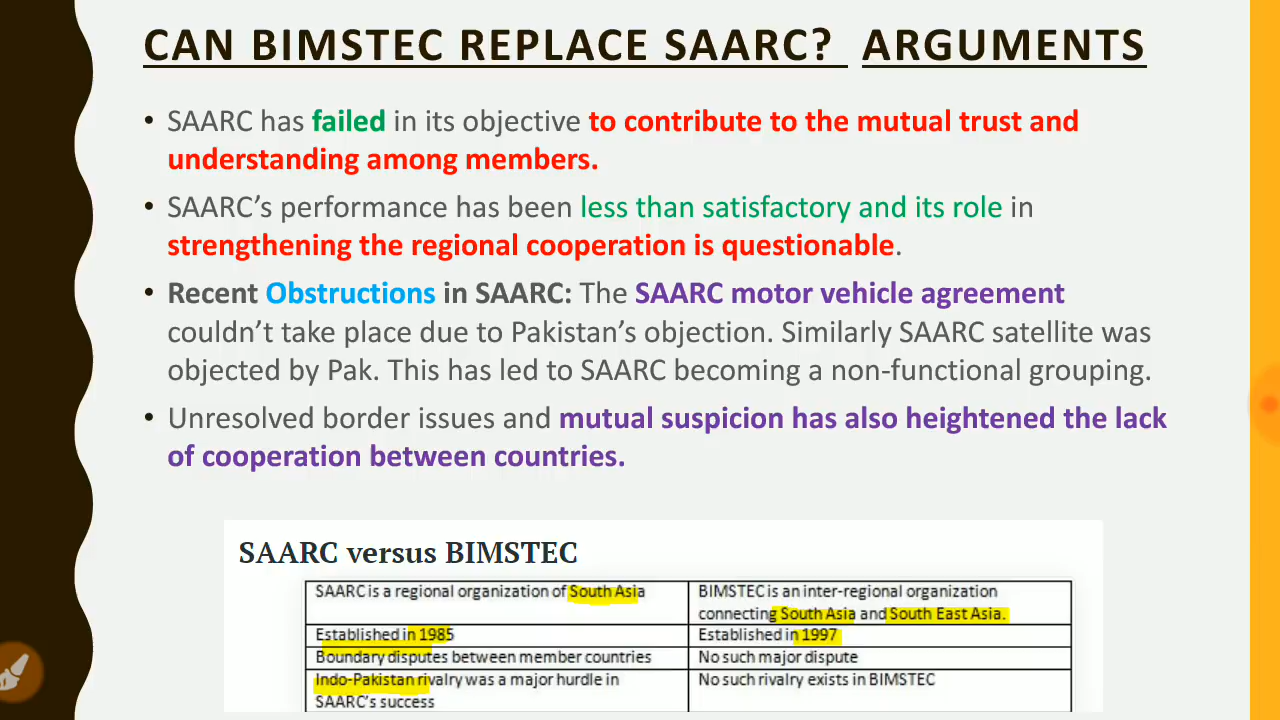 CAN BIMSTEC REPLACE SAARC? ARGUMENTS
• SAARC has failed in its objective to contribute to the mutual trust and
understanding among members.
• SAARC’s performance has been less than satisfactory and its role in
strengthening the regional cooperation is questionable.
• Recent Obstructions in SAARC: The SAARC motor vehicle agreement
couldn’t take place due to Pakistan’s objection. Similarly SAARC satellite was
objected by Pak. This has led to SAARC becoming a non-functional grouping.
• Unresolved border issues and mutual suspicion has also heightened the lack
of cooperation between countries.
SAARC versus BIMSTEC
SAARC is a regional organization of South Asia
BIMSTEC is an inter-regional organization
connecting South Asia and South East Asia.
Established in 1985
Established in 1997
Boundary disputes between member countries
No such major dispute
Indo-Pakistan rivalry was a major hurdle in
SAARC’s success
No such rivalry exists in BIMSTEC